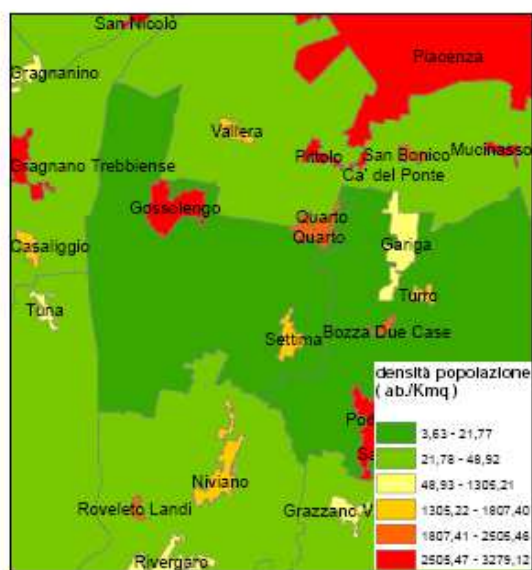 San Nicolò
Piacenza
Gragnanino
Vallera
Pittolo
San Bonico
Mucinasso
Gragnano Trebbiense
Ca' del Ponte
Gossolengo
Quarto
Quarto
Gariga
Casaliggio
Turro
Tuna
Settima
Bozza Due Case
densità popolazione
( ab./Kmq )
3,63 - 21,77
21,78 - 48,92
48,93 - 1305,21
1305,22 - 1807,40
1807,41 - 2505,46
2505,47 - 3279,12
Niviano
Roveleto Landi
Grazzano V
Rivergaro